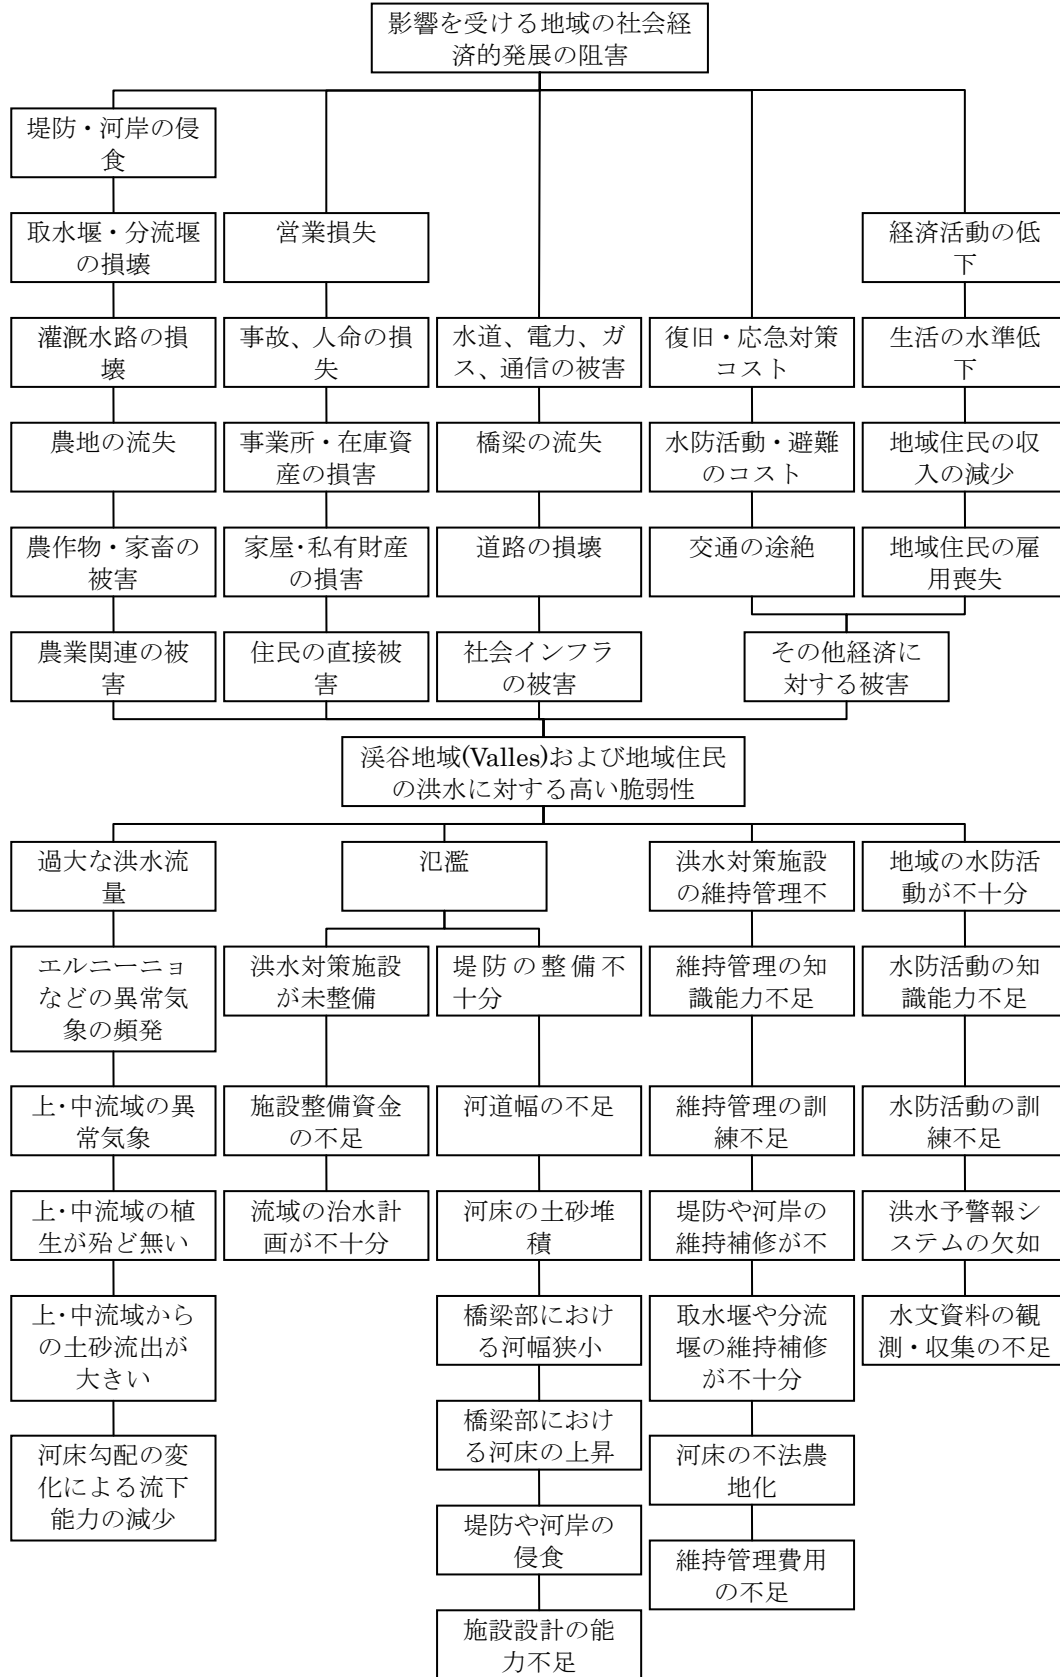 影響を受ける地域の社会経
済的発展の阻害
堤防・河岸の侵
食
取水堰・分流堰
の損壊
営業損失
経済活動の低
下
灌漑水路の損
壊
事故、人命の損
失
水道、電力、ガ
ス、通信の被害
復旧・応急対策
コスト
生活の水準低
下
農地の流失
事業所・在庫資
産の損害
橋梁の流失
水防活動・避難
のコスト
地域住民の収
入の減少
農作物・家畜の
被害
家屋・私有財産
の損害
道路の損壊
交通の途絶
地域住民の雇
用喪失
農業関連の被
害
住民の直接被
害
社会インフラ
の被害
その他経済に
対する被害
渓谷地域(Valles)および地域住民
の洪水に対する高い脆弱性
過大な洪水流
量
氾濫
洪水対策施設
の維持管理不
地域の水防活
動が不十分
エルニーニョ
などの異常気
象の頻発
洪水対策施設
が未整備
堤防の整備不
十分
維持管理の知
識能力不足
水防活動の知
識能力不足
上・中流域の異
常気象
施設整備資金
の不足
河道幅の不足
維持管理の訓
練不足
水防活動の訓
練不足
上・中流域の植
生が殆ど無い
流域の治水計
画が不十分
河床の土砂堆
積
堤防や河岸の
維持補修が不
洪水予警報シ
ステムの欠如
上・中流域から
の土砂流出が
大きい
橋梁部におけ
る河幅狭小
取水堰や分流
堰の維持補修
が不十分
水文資料の観
測・収集の不足
河床勾配の変
化による流下
能力の減少
橋梁部におけ
る河床の上昇
河床の不法農
地化
堤防や河岸の
侵食
維持管理費用
の不足
施設設計の能
力不足